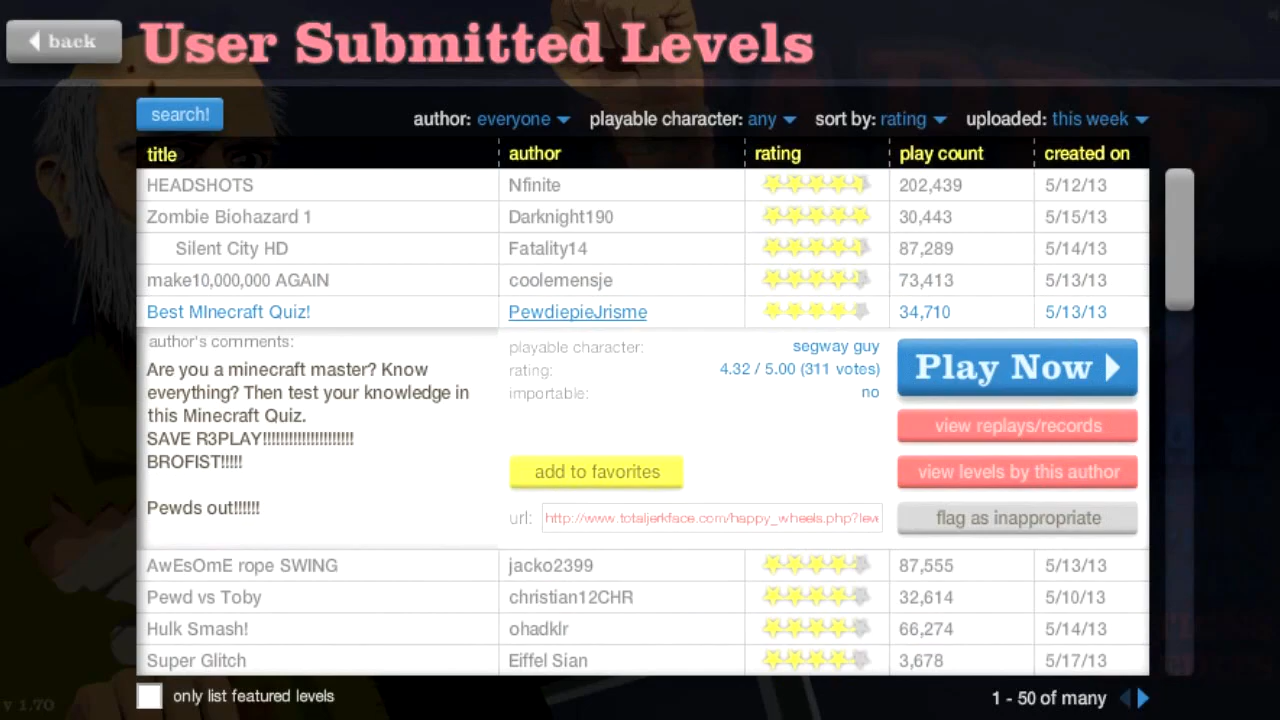 back
User Submitted Levels
search!
author: everyone playable character: any sort by: rating uploaded: this week
title author rating play count created on
HEADSHOTS Nfinite 202,439 5/12/13
Zombie Biohazard 1 Darknight190 30,443 5/15/13
Silent City HD Fatality14 87,289 5/14/13
make10,000,000 AGAIN coolemensje 73,413 5/13/13
Best MInecraft Quiz! PewdiepieJrisme 34,710 5/13/13
author's comments:
Are you a minecraft master? Know
everything? Then test your knowledge in
this Minecraft Quiz.
SAVE R3PLAY!!!!!!!!!!!!!!!!!!!!!
BROFIST!!!!!
Pewds out!!!!!!
playable character: segway guy
rating: 4.32 / 5.00 (311 votes)
importable: no
add to favorites
url: http://www.totaljerkface.com/happy_wheels.php?lev
Play Now
view replays/records
view levels by this author
flag as inappropriate
AwEsOmE rope SWING jacko2399 87,555 5/13/13
Pewd vs Toby christian12CHR 32,614 5/10/13
Hulk Smash! ohadklr 66,274 5/14/13
Super Glitch Eiffel Sian 3,678 5/17/13
only list featured levels
1 - 50 of many
v 1.70